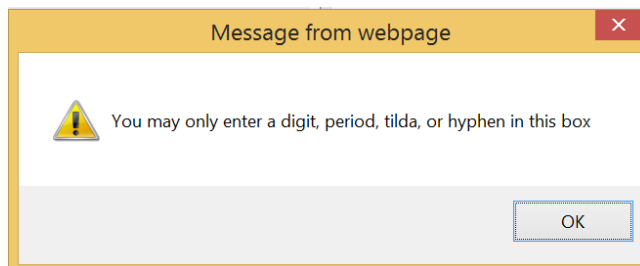 Message from webpage
You may only enter a digit, period, tilda, or hyphen in this box
OK